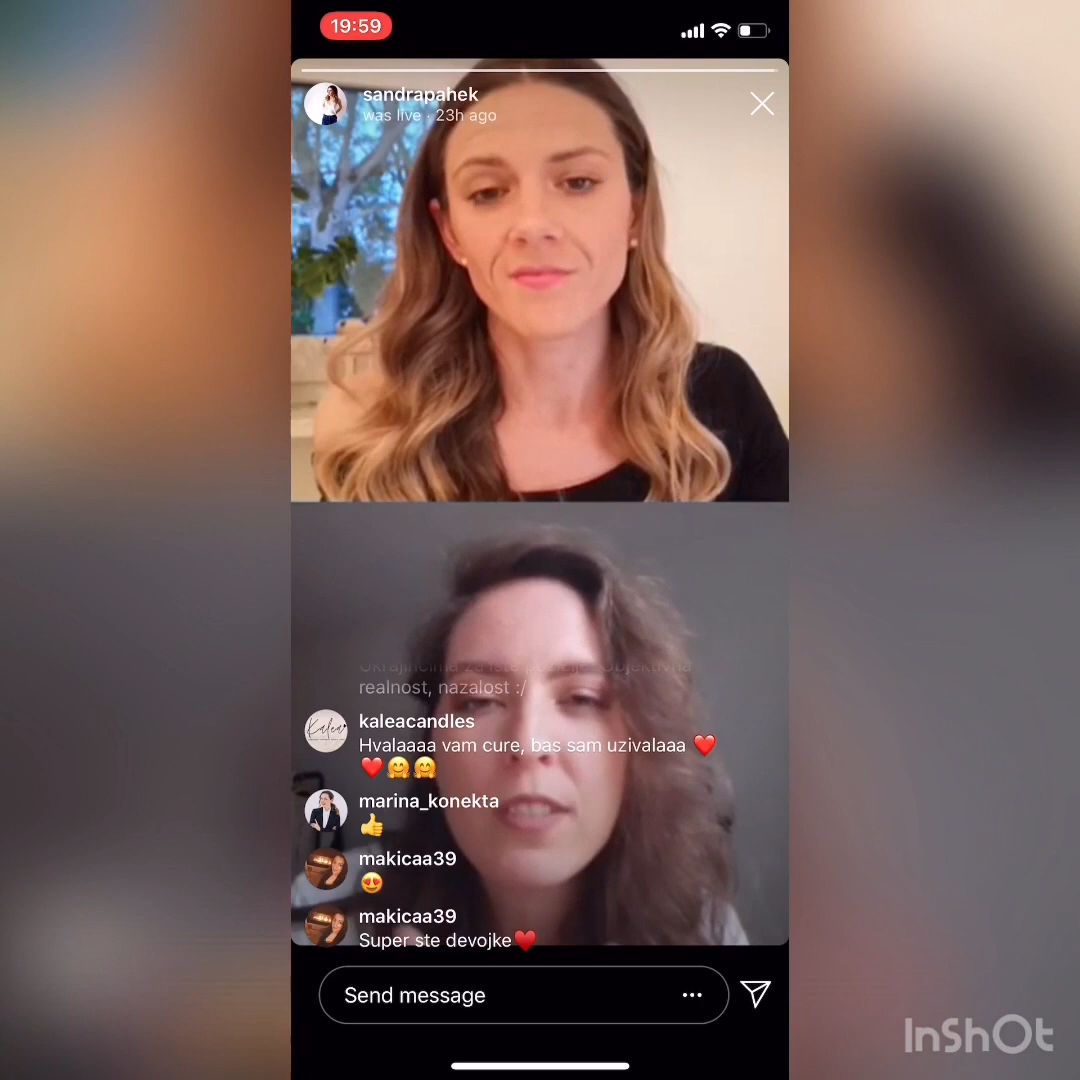 19:59
sandrapahek
was live · 23h ago
realnost, nazalost :/
kaleacandles
Hvalaaaa vam cure, bas sam uzivalaaa ❤️
❤️🤗🤗
marina_konekta
👍
makicaa39
😍
makicaa39
Super ste devojke❤️
Send message
Kalea
InShOt